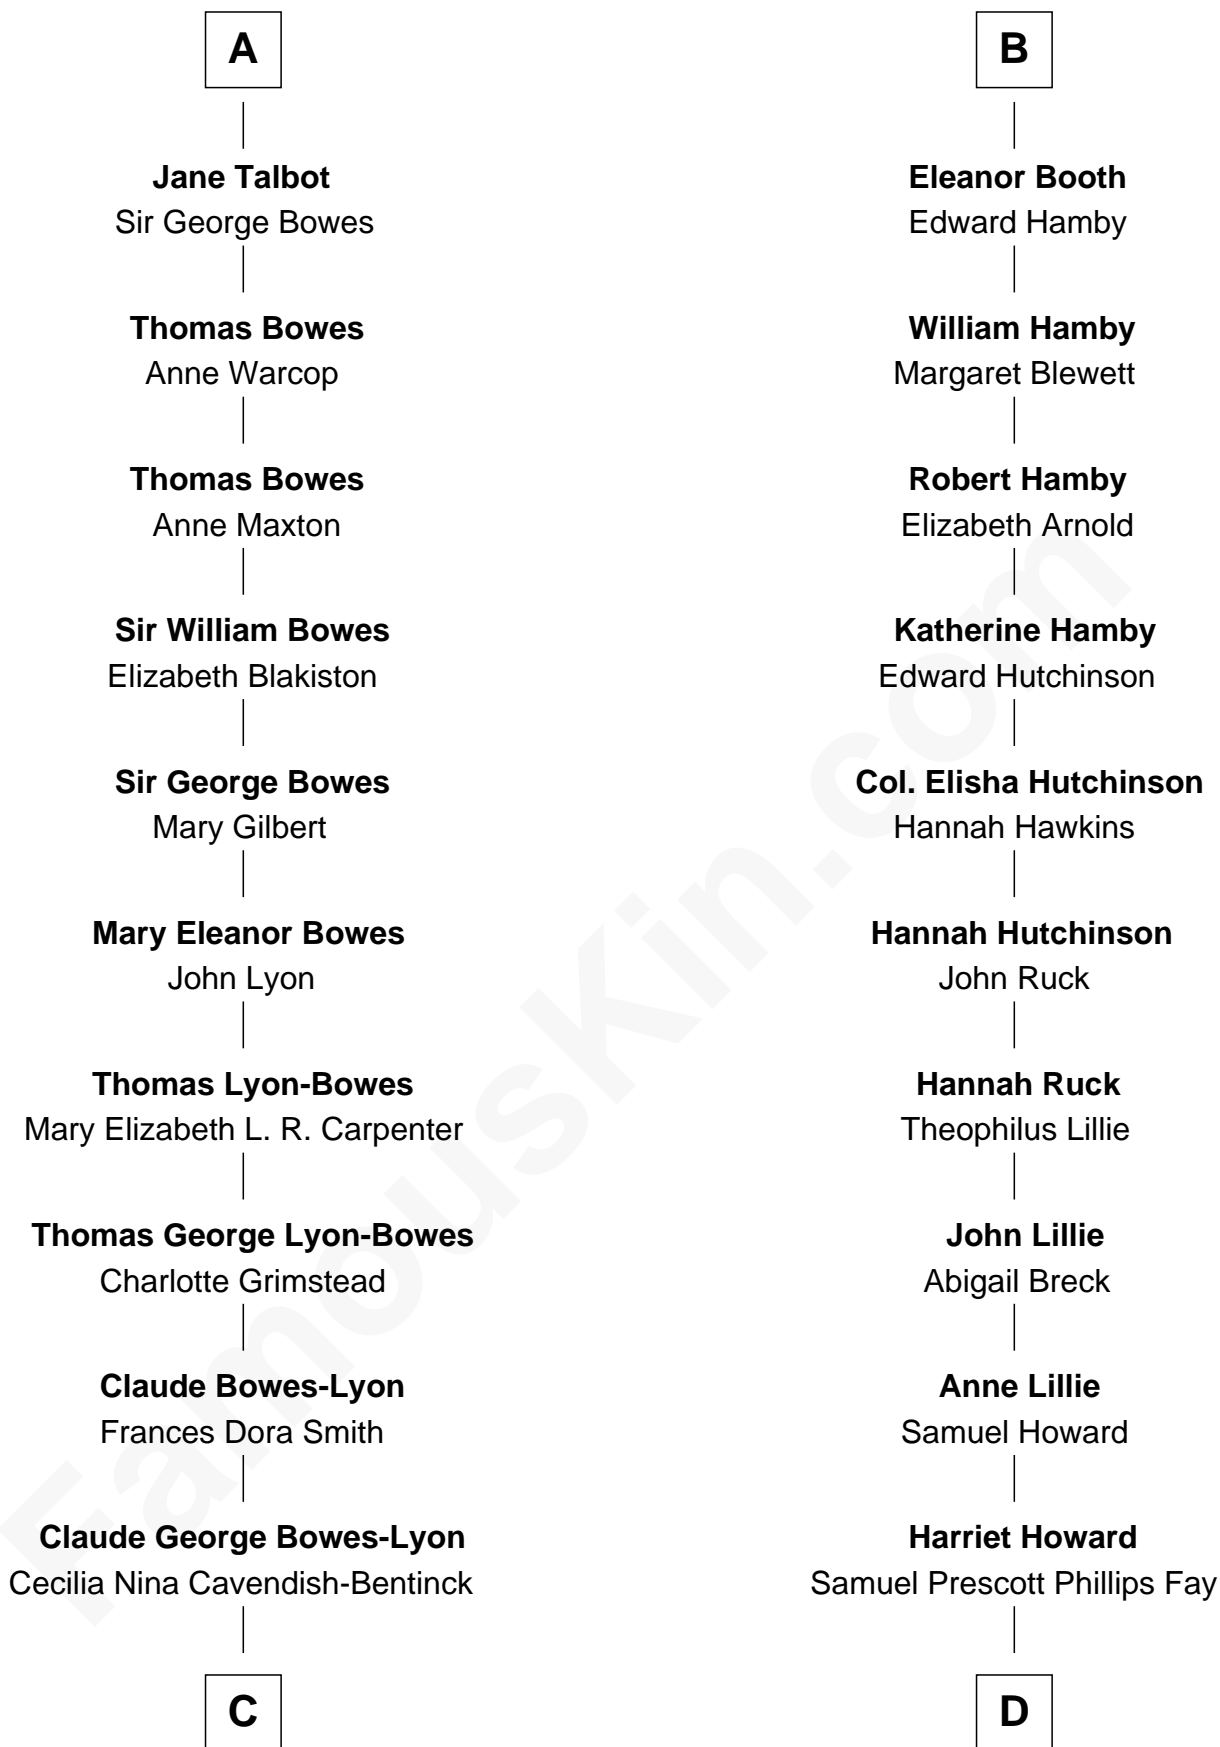 A
Jane Talbot
Sir George Bowes
Thomas Bowes
Anne Warcop
Thomas Bowes
Anne Maxton
Sir William Bowes
Elizabeth Blakiston
Sir George Bowes
Mary Gilbert
Mary Eleanor Bowes
John Lyon
Thomas Lyon-Bowes
Mary Elizabeth L. R. Carpenter
Thomas George Lyon-Bowes
Charlotte Grimstead
Claude Bowes-Lyon
Frances Dora Smith
Claude George Bowes-Lyon
Cecilia Nina Cavendish-Bentinck
C
B
Eleanor Booth
Edward Hamby
William Hamby
Margaret Blewett
Robert Hamby
Elizabeth Arnold
Katherine Hamby
Edward Hutchinson
Col. Elisha Hutchinson
Hannah Hawkins
Hannah Hutchinson
John Ruck
Hannah Ruck
Theophilus Lillie
John Lillie
Abigail Breck
Anne Lillie
Samuel Howard
Harriet Howard
Samuel Prescott Phillips Fay
D
FamousKin.com